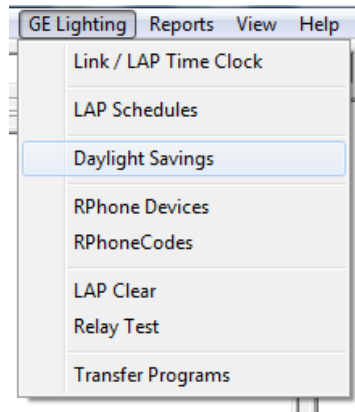 GE Lighting Reports View Help
Link / LAP Time Clock
LAP Schedules
Daylight Savings
RPhone Devices
RPhoneCodes
LAP Clear
Relay Test
Transfer Programs